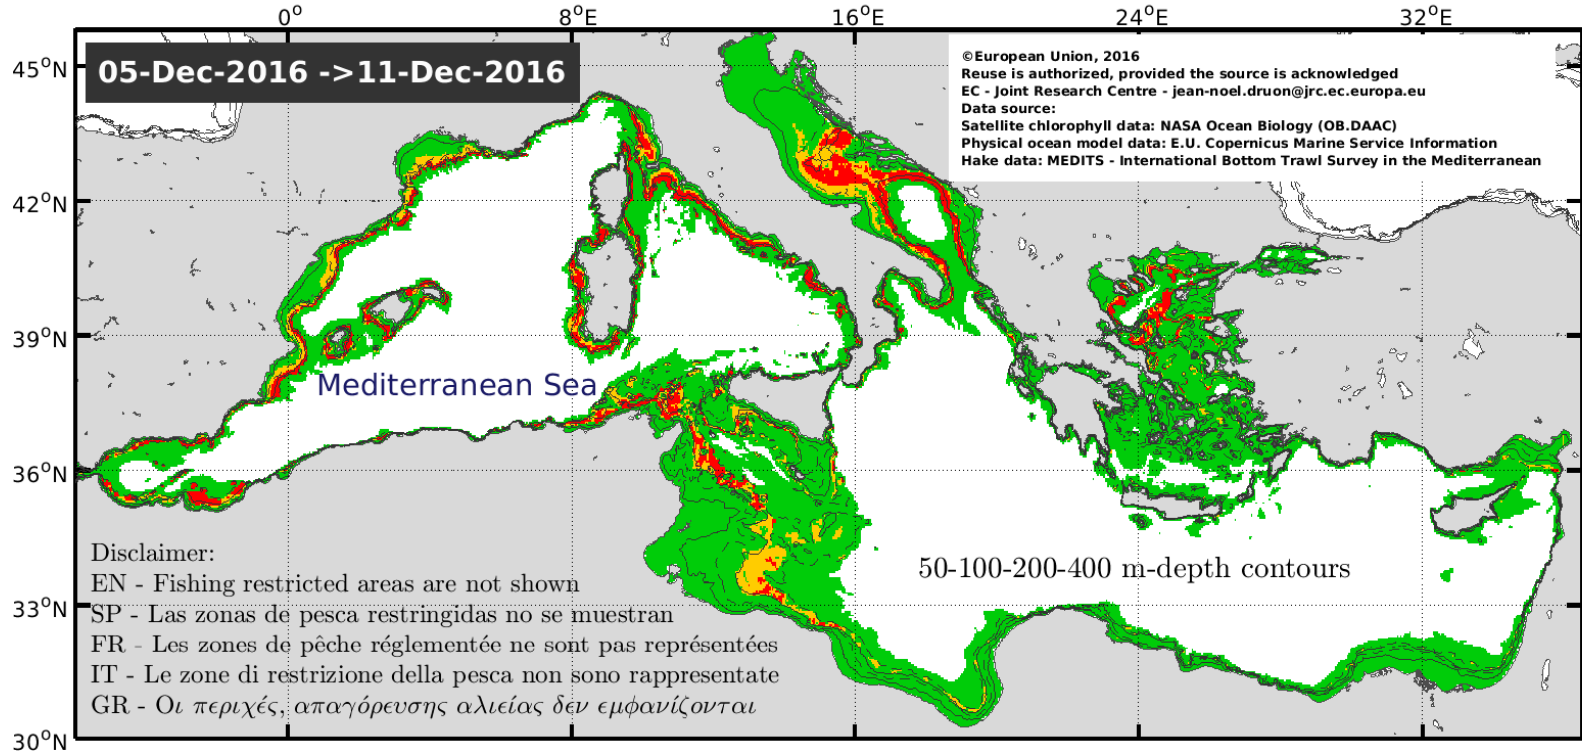 0° 8°E 16°E 24°E 32°E
05-Dec-2016 ->11-Dec-2016
©European Union, 2016
Reuse is authorized, provided the source is acknowledged
EC - Joint Research Centre - jean-noel.druon@jrc.ec.europa.eu
Data source:
Satellite chlorophyll data: NASA Ocean Biology (OB.DAAC)
Physical ocean model data: E.U. Copernicus Marine Service Information
Hake data: MEDITS - International Bottom Trawl Survey in the Mediterranean
45°N
42°N
39°N
Mediterranean Sea
36°N
50-100-200-400 m-depth contours
Disclaimer:
EN - Fishing restricted areas are not shown
33°N
SP - Las zonas de pesca restringidas no se muestran
FR - Les zones de pêche réglementée ne sont pas représentées
IT - Le zone di restrizione della pesca non sono rappresentate
GR - Οι περιχές, απαγόρευσης αλιείας δεν εμφανίζονται
30°N